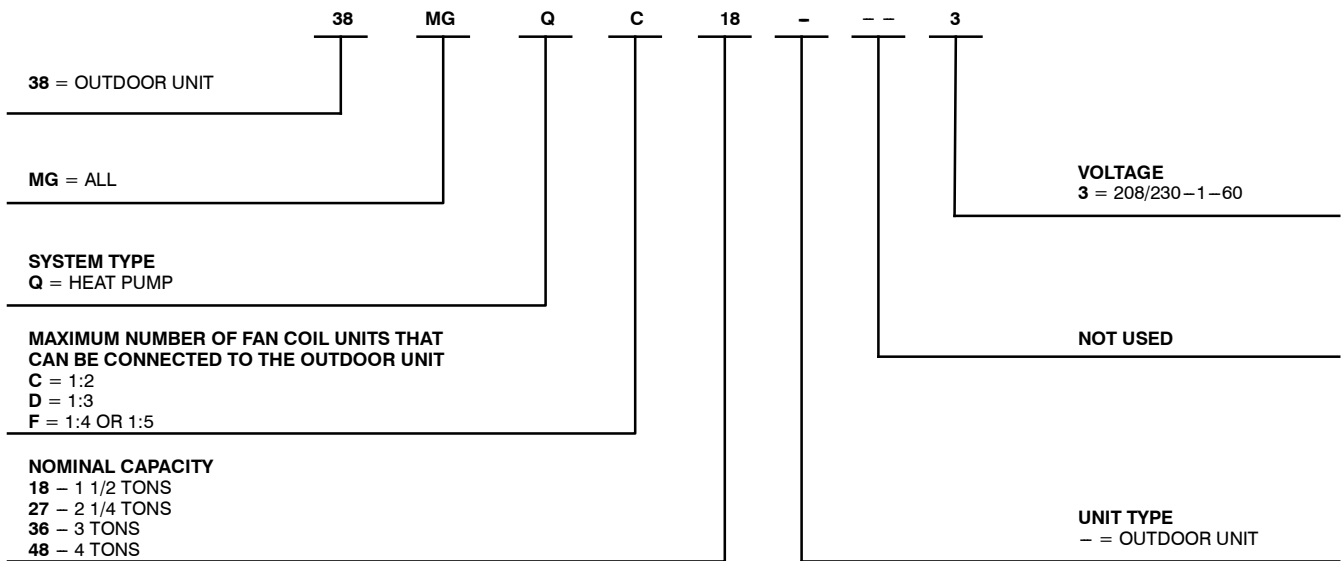 38 MG Q C 18 – – – 3
38 = OUTDOOR UNIT
MG = ALL
SYSTEM TYPE
Q = HEAT PUMP
MAXIMUM NUMBER OF FAN COIL UNITS THAT
CAN BE CONNECTED TO THE OUTDOOR UNIT
C = 1:2
D = 1:3
F = 1:4 OR 1:5
NOMINAL CAPACITY
18 – 1 1/2 TONS
27 – 2 1/4 TONS
36 – 3 TONS
48 – 4 TONS
VOLTAGE
3 = 208/230–1–60
NOT USED
UNIT TYPE
– = OUTDOOR UNIT